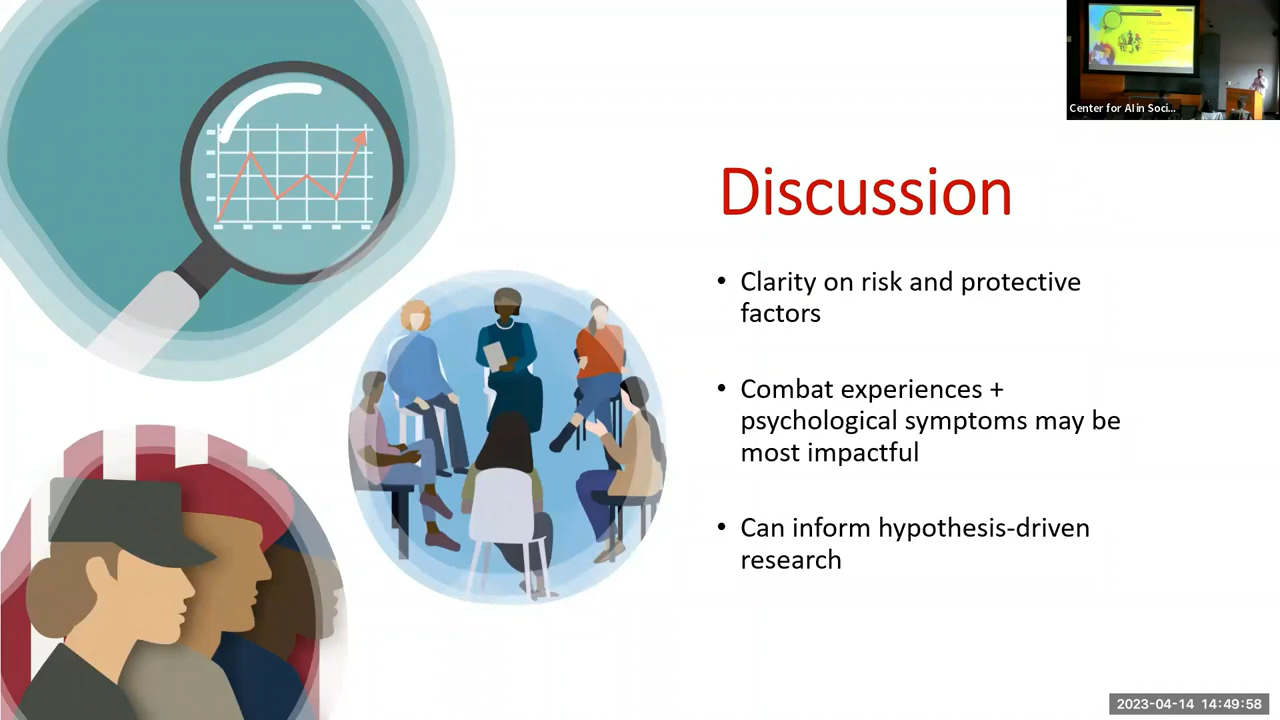 Center for AI in Soci...
Discussion
• Clarity on risk and protective
factors
• Combat experiences +
psychological symptoms may be
most impactful
• Can inform hypothesis-driven
research
2023-04-14 14:49:58